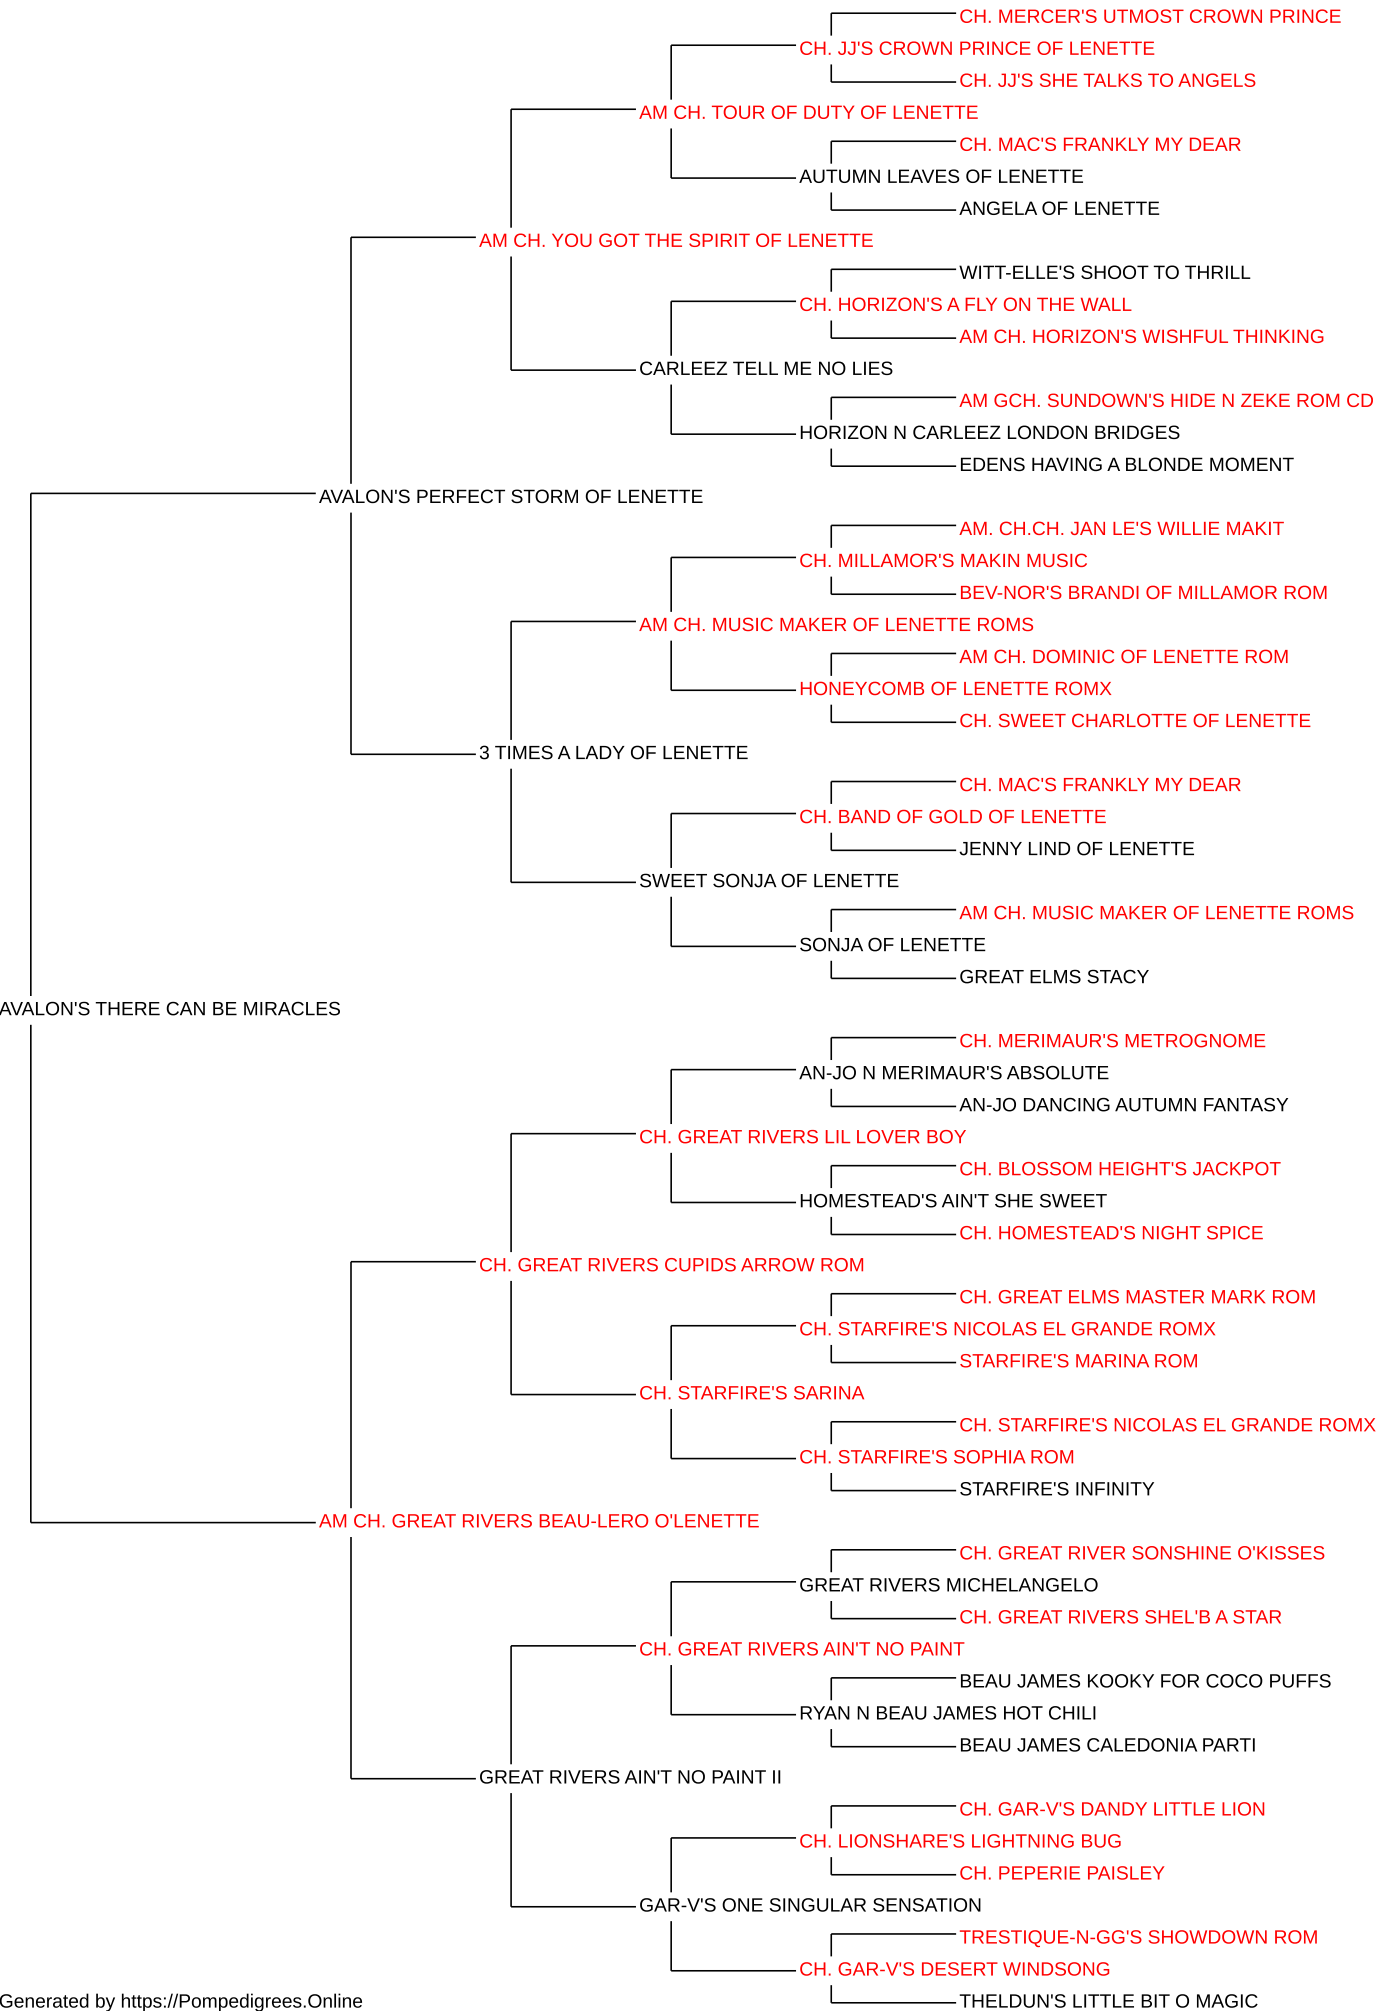 CH. MERCER'S UTMOST CROWN PRINCE
CH. JJ'S CROWN PRINCE OF LENETTE
CH. JJ'S SHE TALKS TO ANGELS
AM CH. TOUR OF DUTY OF LENETTE
CH. MAC'S FRANKLY MY DEAR
AUTUMN LEAVES OF LENETTE
ANGELA OF LENETTE
AM CH. YOU GOT THE SPIRIT OF LENETTE
WITT-ELLE'S SHOOT TO THRILL
CH. HORIZON'S A FLY ON THE WALL
AM CH. HORIZON'S WISHFUL THINKING
CARLEEZ TELL ME NO LIES
AM GCH. SUNDOWN'S HIDE N ZEKE ROM CD
HORIZON N CARLEEZ LONDON BRIDGES
EDENS HAVING A BLONDE MOMENT
AVALON'S PERFECT STORM OF LENETTE
AM. CH.CH. JAN LE'S WILLIE MAKIT
CH. MILLAMOR'S MAKIN MUSIC
BEV-NOR'S BRANDI OF MILLAMOR ROM
AM CH. MUSIC MAKER OF LENETTE ROMS
AM CH. DOMINIC OF LENETTE ROM
HONEYCOMB OF LENETTE ROMX
CH. SWEET CHARLOTTE OF LENETTE
3 TIMES A LADY OF LENETTE
CH. MAC'S FRANKLY MY DEAR
CH. BAND OF GOLD OF LENETTE
JENNY LIND OF LENETTE
SWEET SONJA OF LENETTE
AM CH. MUSIC MAKER OF LENETTE ROMS
SONJA OF LENETTE
GREAT ELMS STACY
AVALON'S THERE CAN BE MIRACLES
CH. MERIMAUR'S METROGNOME
AN-JO N MERIMAUR'S ABSOLUTE
AN-JO DANCING AUTUMN FANTASY
CH. GREAT RIVERS LIL LOVER BOY
CH. BLOSSOM HEIGHT'S JACKPOT
HOMESTEAD'S AIN'T SHE SWEET
CH. HOMESTEAD'S NIGHT SPICE
CH. GREAT RIVERS CUPIDS ARROW ROM
CH. GREAT ELMS MASTER MARK ROM
CH. STARFIRE'S NICOLAS EL GRANDE ROMX
STARFIRE'S MARINA ROM
CH. STARFIRE'S SARINA
CH. STARFIRE'S NICOLAS EL GRANDE ROMX
CH. STARFIRE'S SOPHIA ROM
STARFIRE'S INFINITY
AM CH. GREAT RIVERS BEAU-LERO O'LENETTE
CH. GREAT RIVER SONSHINE O'KISSES
GREAT RIVERS MICHELANGELO
CH. GREAT RIVERS SHEL'B A STAR
CH. GREAT RIVERS AIN'T NO PAINT
BEAU JAMES KOOKY FOR COCO PUFFS
RYAN N BEAU JAMES HOT CHILI
BEAU JAMES CALEDONIA PARTI
GREAT RIVERS AIN'T NO PAINT II
CH. GAR-V'S DANDY LITTLE LION
CH. LIONSHARE'S LIGHTNING BUG
CH. PEPERIE PAISLEY
GAR-V'S ONE SINGULAR SENSATION
TRESTIQUE-N-GG'S SHOWDOWN ROM
CH. GAR-V'S DESERT WINDSONG
THELDUN'S LITTLE BIT O MAGIC
Generated by https://Pompedigrees.Online